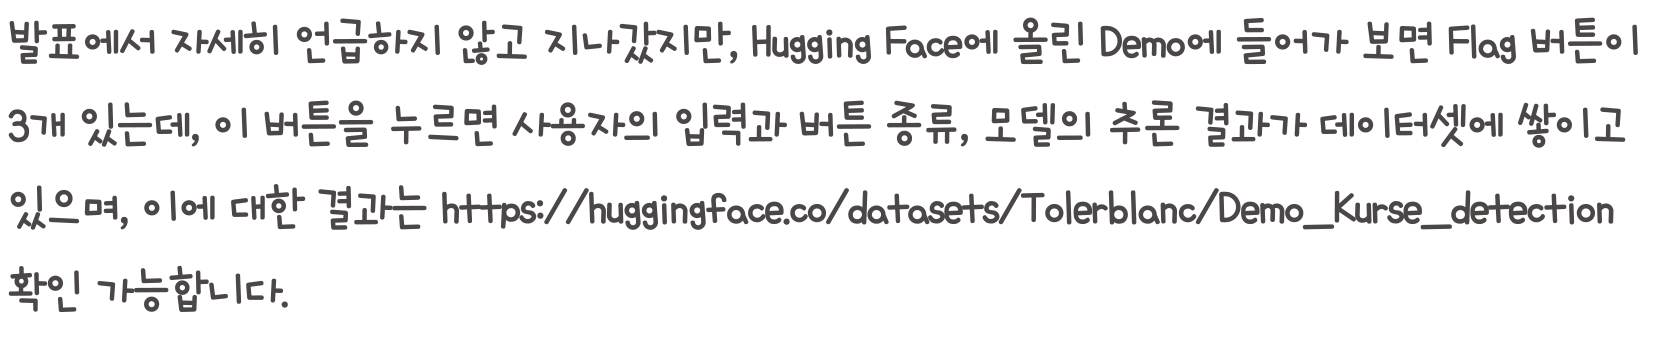 발표에서 자세히 언급하지 않고 지나갔지만, Hugging Face에 올린 Demo에 들어가 보면 Flag 버튼이
3개 있는데, 이 버튼을 누르면 사용자의 입력과 버튼 종류, 모델의 추론 결과가 데이터셋에 쌓이고
있으며, 이에 대한 결과는 https://huggingface.co/datasets/Tolerblanc/Demo_Kurse_detection
확인 가능합니다.